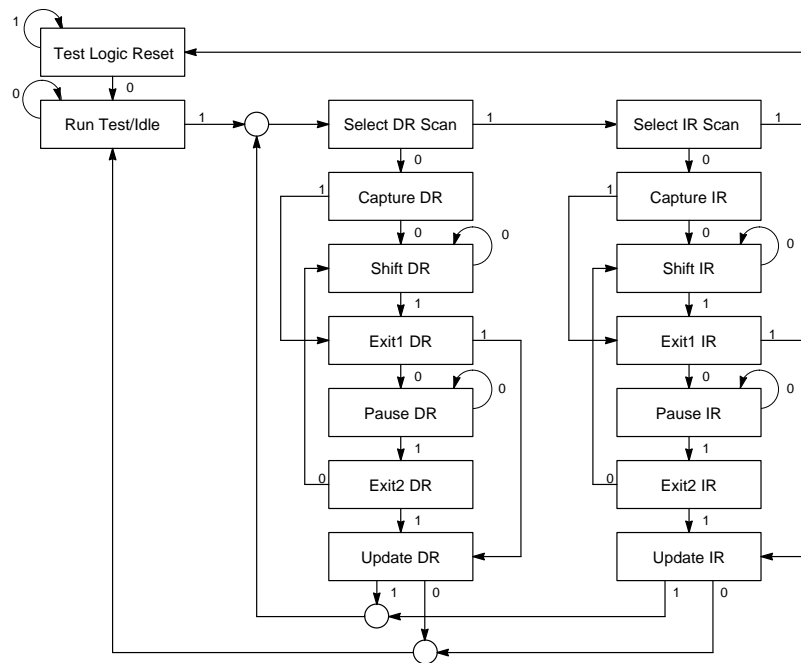 1
Test Logic Reset
0
0
Run Test/Idle
1
Select DR Scan
1
Select IR Scan
1
0
0
1
Capture DR
1
Capture IR
0
0
Shift DR
0
Shift IR
0
1
1
Exit1 DR
1
Exit1 IR
1
0
0
Pause DR
0
Pause IR
0
1
1
0
Exit2 DR
0
Exit2 IR
1
1
Update DR
Update IR
1
0
1
0